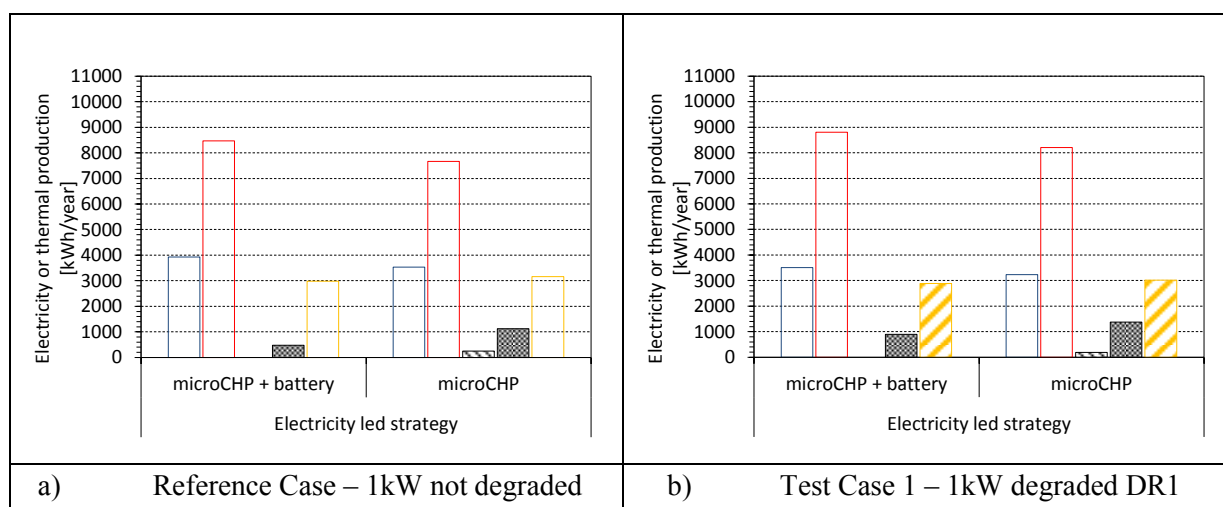 Electricity or thermal production
[kWh/year]
11000
10000
9000
8000
7000
6000
5000
4000
3000
2000
1000
0
microCHP + battery
microCHP
Electricity led strategy
a) Reference Case – 1kW not degraded
Electricity or thermal production
[kWh/year]
11000
10000
9000
8000
7000
6000
5000
4000
3000
2000
1000
0
microCHP + battery
microCHP
Electricity led strategy
b) Test Case 1 – 1kW degraded DR1